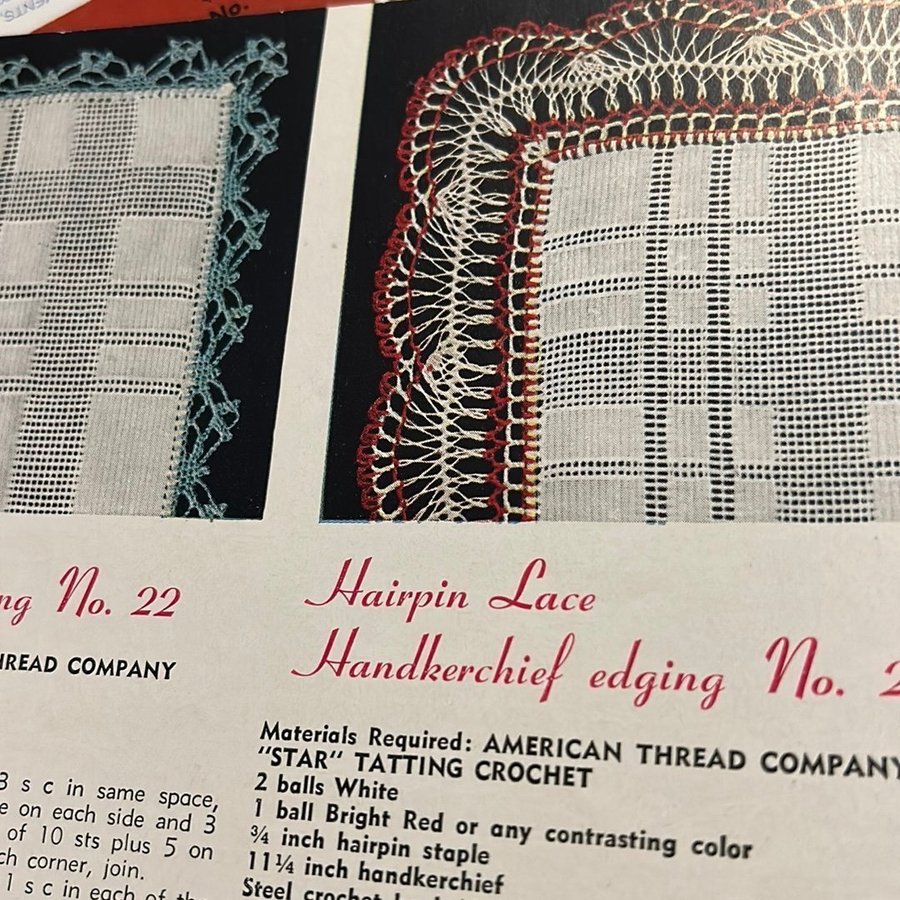 No.
ng No. 22
HREAD COMPANY
3 s c in same space,
e on each side and 3
of 10 sts plus 5 on
ch corner, join.
1 s c in each of
Hairpin Lace
Handkerchief edging No. 2
Materials Required: AMERICAN THREAD COMPANY
"STAR" TATTING CROCHET
2 balls White
1 ball Bright Red or any contrasting color
¾ inch hairpin staple
11¼ inch handkerchief
Steel